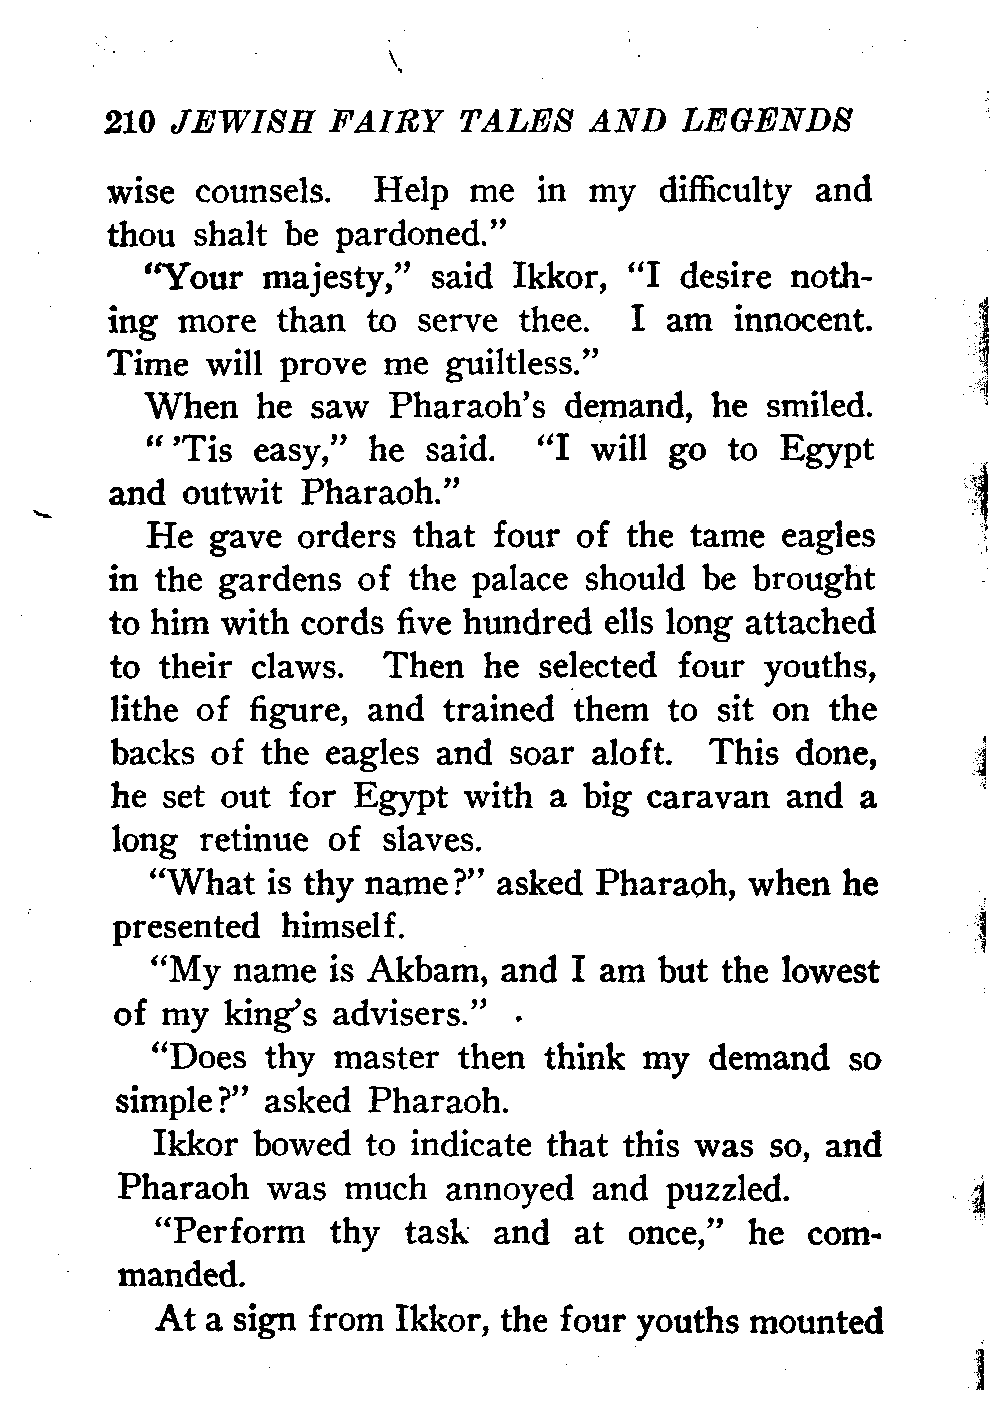 210 JEWISH FAIRY TALES AND LEGENDS
wise counsels. Help me in my difficulty and
thou shalt be pardoned."
"Your majesty," said Ikkor, "I desire noth-
ing more than to serve thee. I am innocent.
Time will prove me guiltless."
When he saw Pharaoh's demand, he smiled.
" 'Tis easy," he said. "I will go to Egypt
and outwit Pharaoh."
He gave orders that four of the tame eagles
in the gardens of the palace should be brought
to him with cords five hundred ells long attached
to their claws. Then he selected four youths,
lithe of figure, and trained them to sit on the
backs of the eagles and soar aloft. This done,
he set out for Egypt with a big caravan and a
long retinue of slaves.
"What is thy name?" asked Pharaoh, when he
presented himself.
"My name is Akbam, and I am but the lowest
of my king's advisers."
"Does thy master then think my demand so
simple?" asked Pharaoh.
Ikkor bowed to indicate that this was so, and
Pharaoh was much annoyed and puzzled.
"Perform thy task and at once," he com-
manded.
At a sign from Ikkor, the four youths mounted